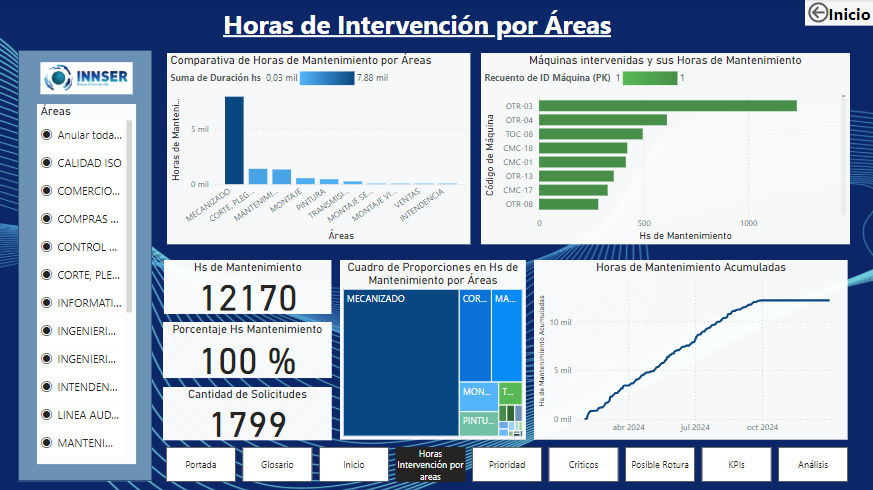 Horas de Intervención por Áreas
Inicio
INNSER
Áreas
Anular toda...
CALIDAD ISO
COMERCIO...
COMPRAS ...
CONTROL ...
CORTE, PLE...
INFORMATI...
INGENIERI...
INGENIERI...
INTENDEN...
LINEA AUD...
MANTENI...
Comparativa de Horas de Mantenimiento por Áreas
Suma de Duración hs 0,03 mil 7,88 mil
Horas de Manteni...
5 mil
0 mil
MECANIZADO
CORTE, PLEG...
MANTENIMI...
MONTAJE
PINTURA
TRANSMISI...
MONTAJE SE...
MONTAJE VI...
VENTAS
INTENDENCIA
Áreas
Máquinas intervenidas y sus Horas de Mantenimiento
Recuento de ID Máquina (PK) 1 1
Código de Máquina
OTR-03
OTR-04
TOC-08
CMC-18
CMC-01
OTR-13
CMC-17
OTR-08
0 500 1000
Hs de Mantenimiento
Hs de Mantenimiento
12170
Porcentaje Hs Mantenimiento
100 %
Cantidad de Solicitudes
1799
Cuadro de Proporciones en Hs de
Mantenimiento por Áreas
MECANIZADO
COR...
MA...
MON...
T...
PINTU...
Horas de Mantenimiento Acumuladas
Hs de Mantenimiento Acumuladas
10 mil
5 mil
0 mil
abr 2024 jul 2024 oct 2024
Portada
Glosario
Inicio
Horas
Intervención por
areas
Prioridad
Criticos
Posible Rotura
KPIs
Análisis